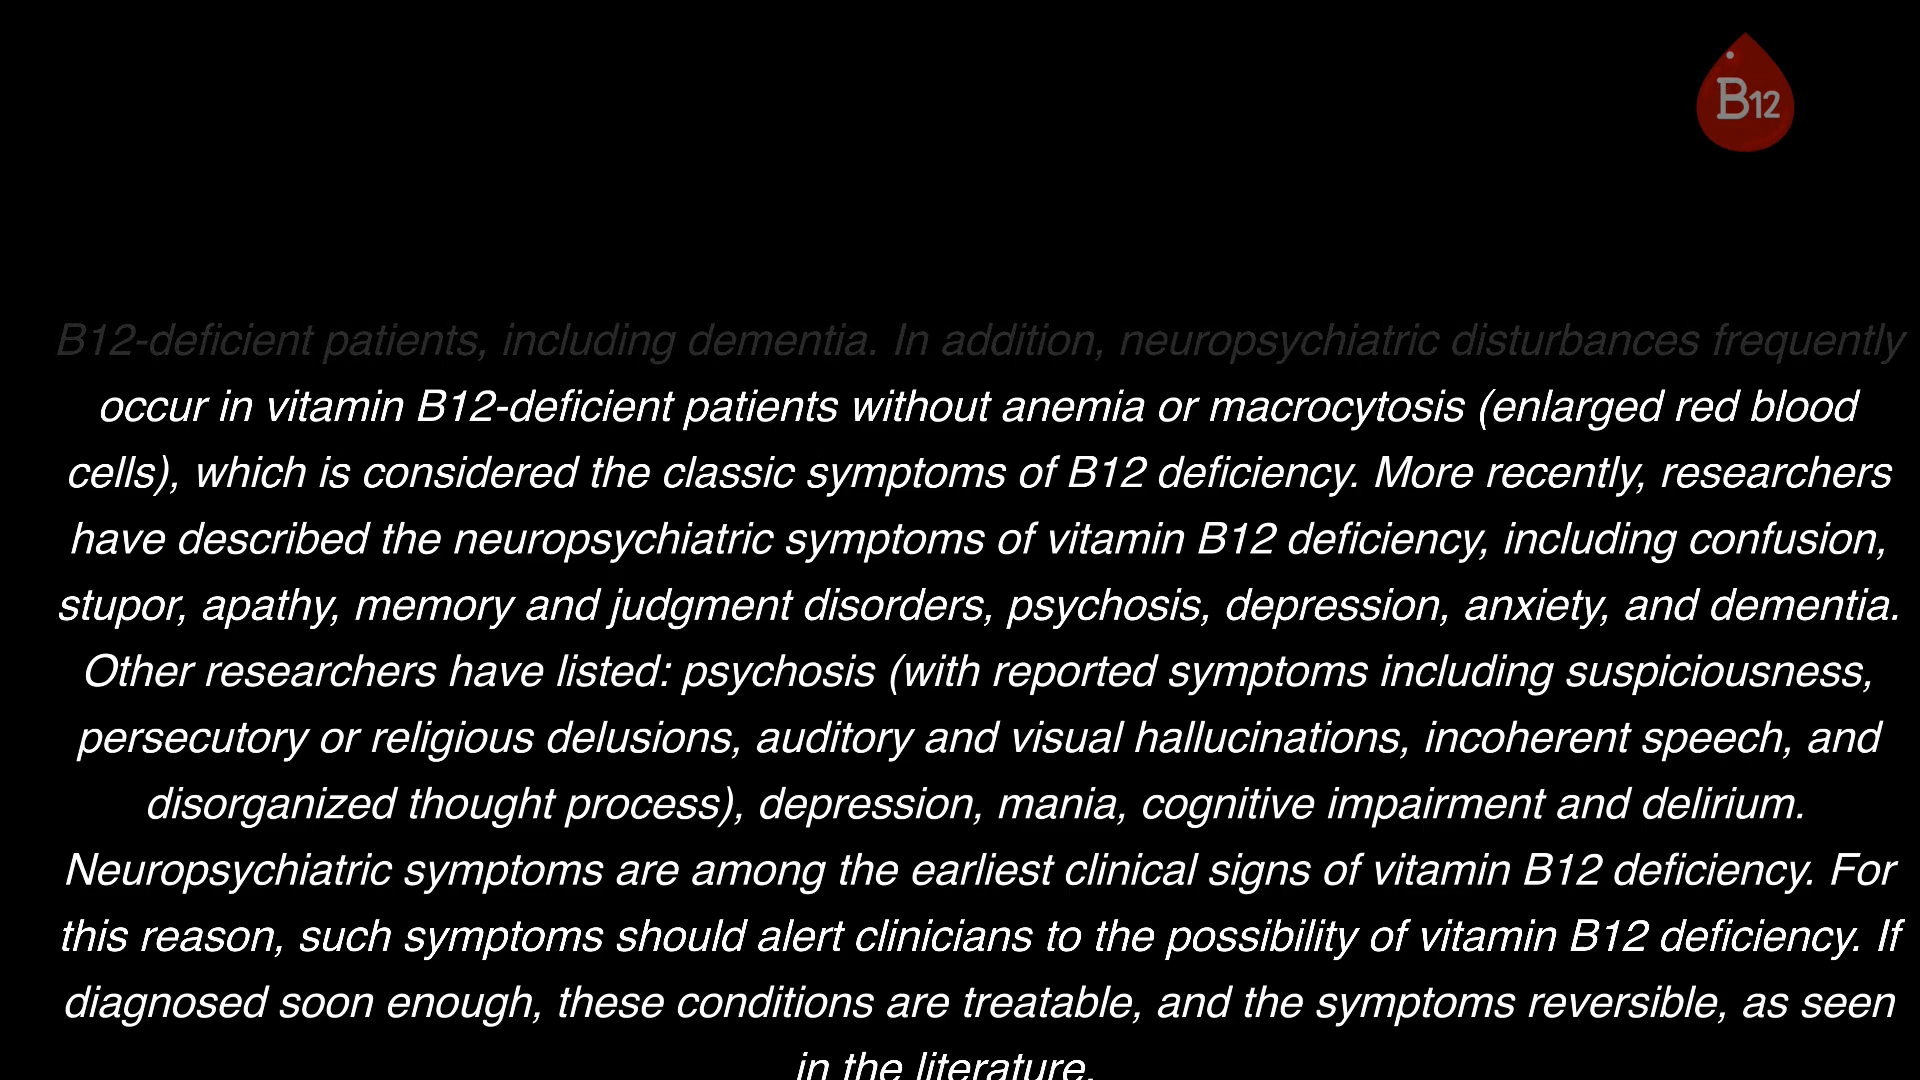 B12
B12-deficient patients, including dementia. In addition, neuropsychiatric disturbances frequently
occur in vitamin B12-deficient patients without anemia or macrocytosis (enlarged red blood
cells), which is considered the classic symptoms of B12 deficiency. More recently, researchers
have described the neuropsychiatric symptoms of vitamin B12 deficiency, including confusion,
stupor, apathy, memory and judgment disorders, psychosis, depression, anxiety, and dementia.
Other researchers have listed: psychosis (with reported symptoms including suspiciousness,
persecutory or religious delusions, auditory and visual hallucinations, incoherent speech, and
disorganized thought process), depression, mania, cognitive impairment and delirium.
Neuropsychiatric symptoms are among the earliest clinical signs of vitamin B12 deficiency. For
this reason, such symptoms should alert clinicians to the possibility of vitamin B12 deficiency. If
diagnosed soon enough, these conditions are treatable, and the symptoms reversible, as seen
in the literature.